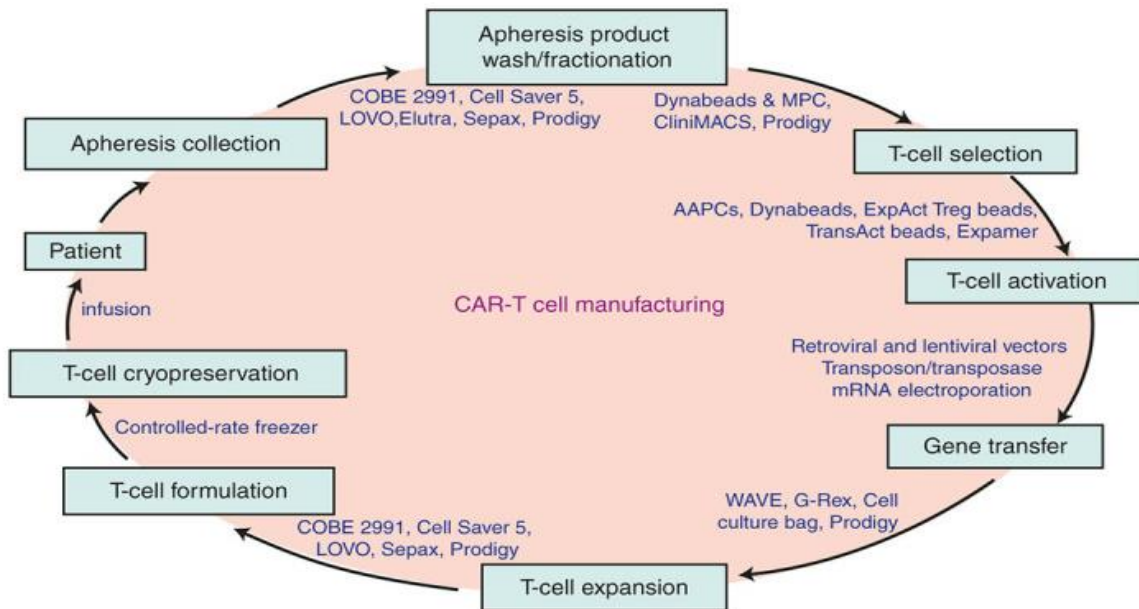 Apheresis product
wash/fractionation
COBE 2991, Cell Saver 5,
LOVO,Elutra, Sepax, Prodigy
Dynabeads & MPC,
CliniMACS, Prodigy
Apheresis collection
T-cell selection
AAPCs, Dynabeads, ExpAct Treg beads,
TransAct beads, Expamer
Patient
T-cell activation
infusion
CAR-T cell manufacturing
Retroviral and lentiviral vectors
Transposon/transposase
mRNA electroporation
T-cell cryopreservation
Controlled-rate freezer
Gene transfer
T-cell formulation
WAVE, G-Rex, Cell
culture bag, Prodigy
COBE 2991, Cell Saver 5,
LOVO, Sepax, Prodigy
T-cell expansion